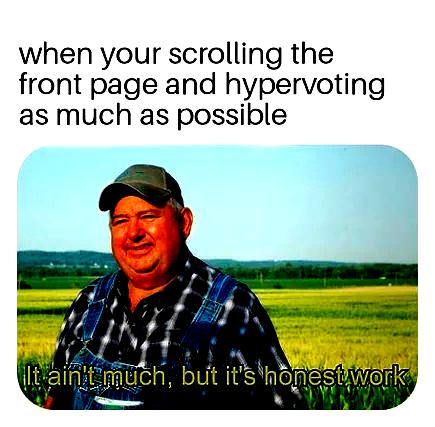 when your scrolling the
front page and hypervoting
as much as possible
It ain't much, but it's honest work